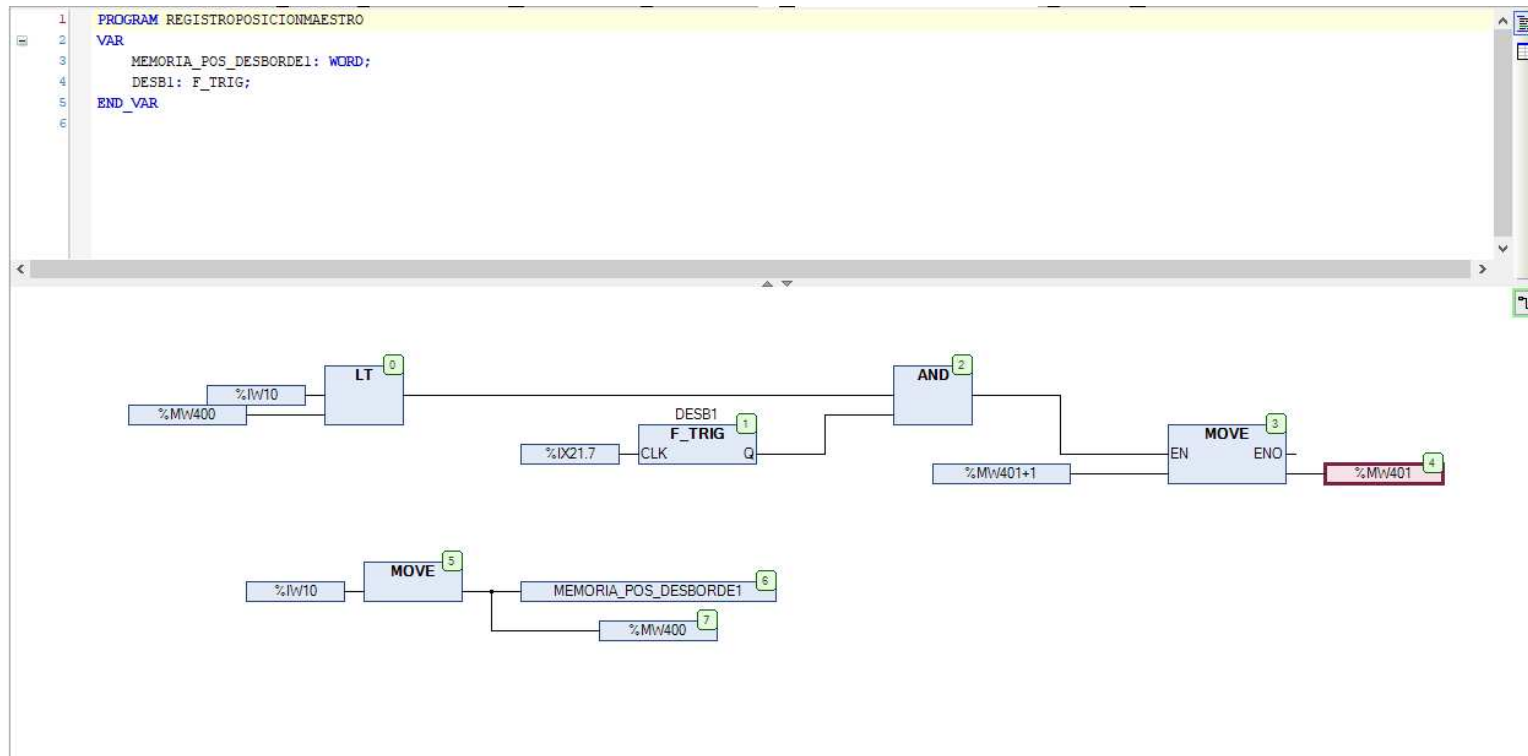 1 PROGRAM REGISTROPOSICIONMAESTRO
2 VAR
3 MEMORIA_POS_DESBORDE1: WORD;
4 DESB1: F_TRIG;
5 END_VAR
6
LT 0
%IW10
%MW400
AND 2
DESB1
F_TRIG 1
%IX21.7 CLK Q
MOVE 3
EN ENO
%MW401+1
%MW401 4
MOVE 5
%IW10
MEMORIA_POS_DESBORDE1 6
%MW400 7